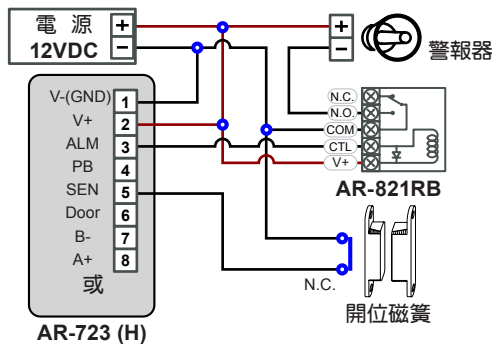 電 源 +
12VDC −
+
−
警報器
V-(GND) 1
V+ 2
ALM 3
PB 4
SEN 5
Door 6
B- 7
A+ 8
或
AR-723 (H)
N.C.
N.O.
COM
CTL
V+
AR-821RB
N.C.
開位磁簧